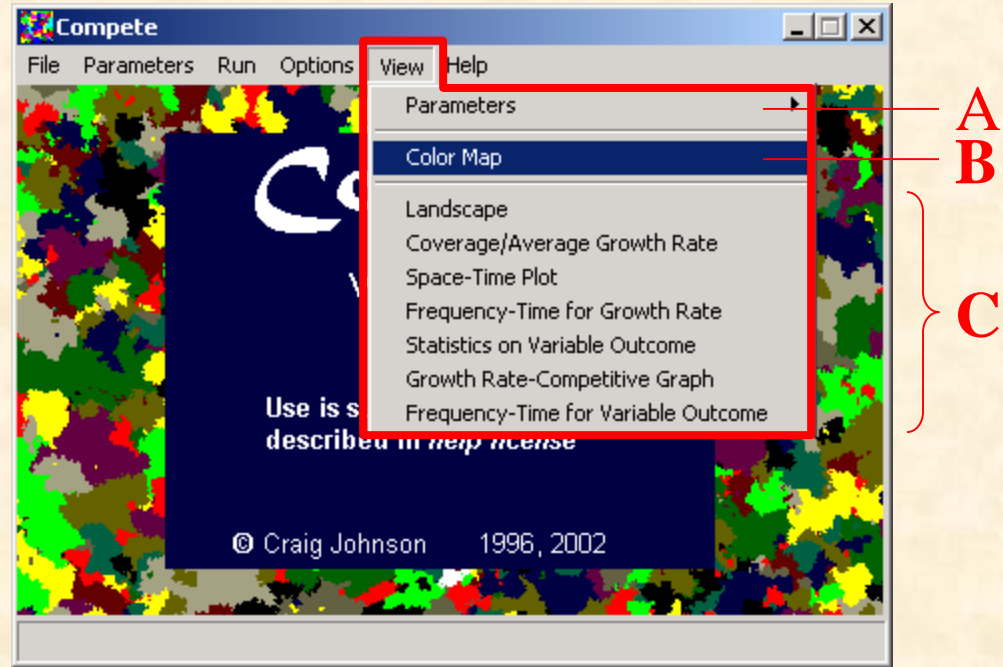 Compete
File Parameters Run Options View Help
Parameters
A
Color Map
B
Landscape
Coverage/Average Growth Rate
Space-Time Plot
Frequency-Time for Growth Rate
C
Statistics on Variable Outcome
Growth Rate-Competitive Graph
Frequency-Time for Variable Outcome
Use is
described in help license
© Craig Johnson 1996, 2002